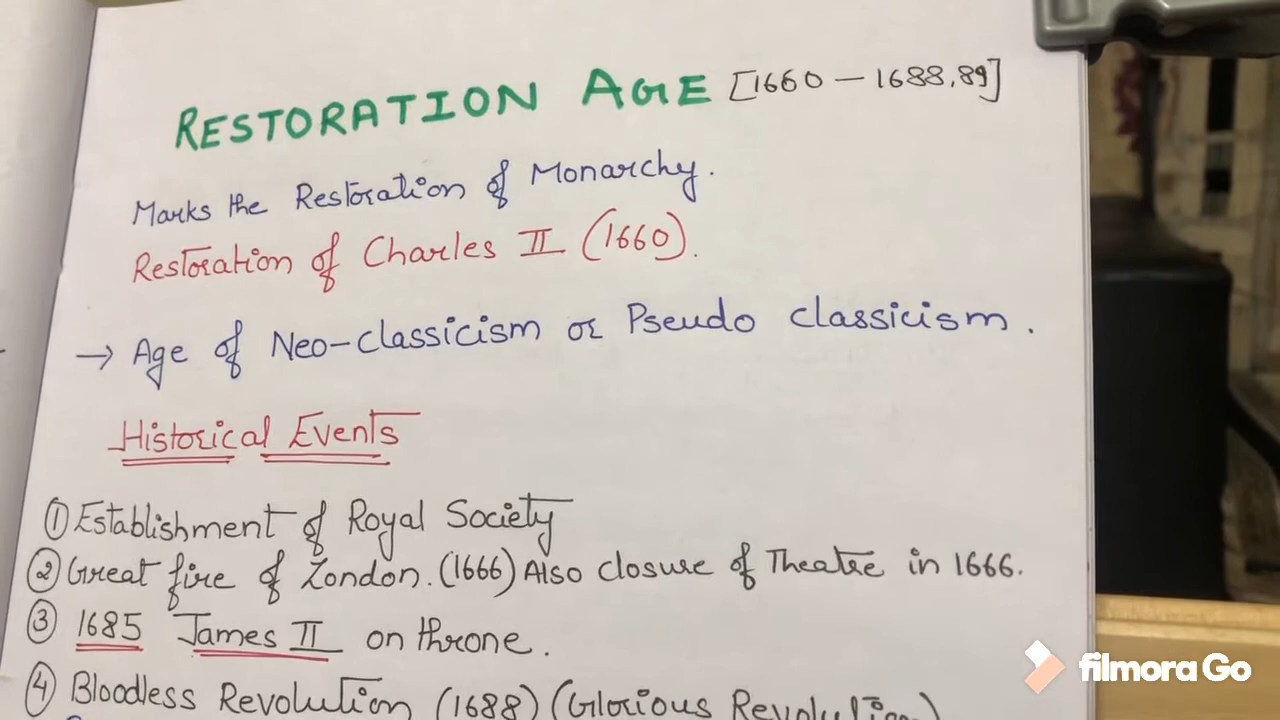 RESTORATION AGE [1660 – 1688,89]
Marks the Restoration of Monarchy.
Restoration of Charles II (1660).
→ Age of Neo-classicism or Pseudo classicism.
Historical Events
① Establishment of Royal Society
② Great fire of London. (1666) Also closure of Theatre in 1666.
③ 1685 James II on throne.
④ Bloodless Revolution (1688) (Glorious Revolution)
filmora Go